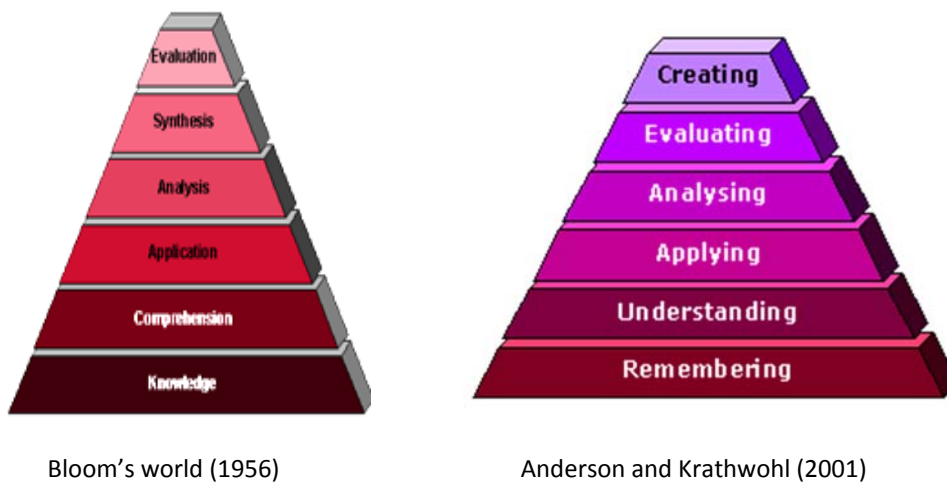 Evaluation
Synthesis
Analysis
Application
Comprehension
Knowledge
Bloom’s world (1956)
Creating
Evaluating
Analysing
Applying
Understanding
Remembering
Anderson and Krathwohl (2001)